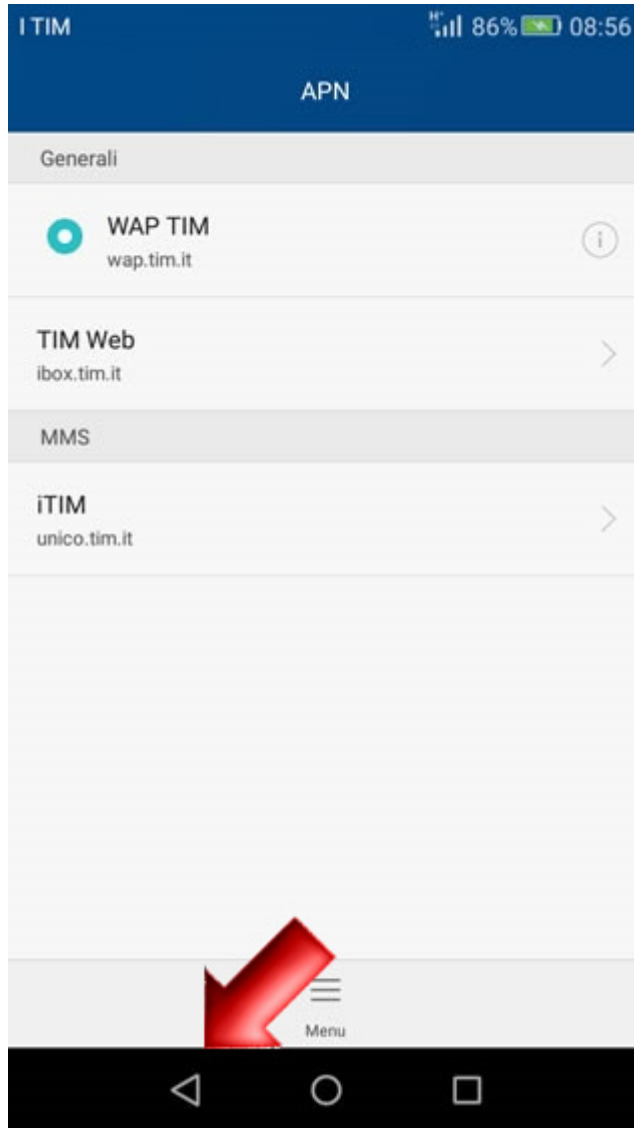 I TIM 86% 08:56
APN
Generali
WAP TIM
wap.tim.it
TIM Web
ibox.tim.it
MMS
iTIM
unico.tim.it
Menu